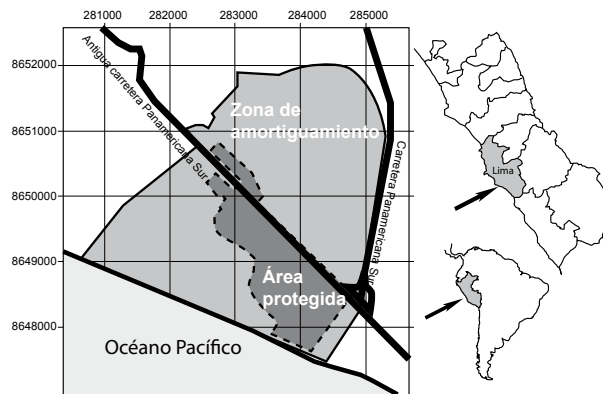 281000 282000 283000 284000 285000
8652000
8651000
8650000
8649000
8648000
Antigua carretera Panamericana Sur
Zona de
amortiguamiento
Carretera Panamericana Sur
Área
protegida
Océano Pacífico
Lima